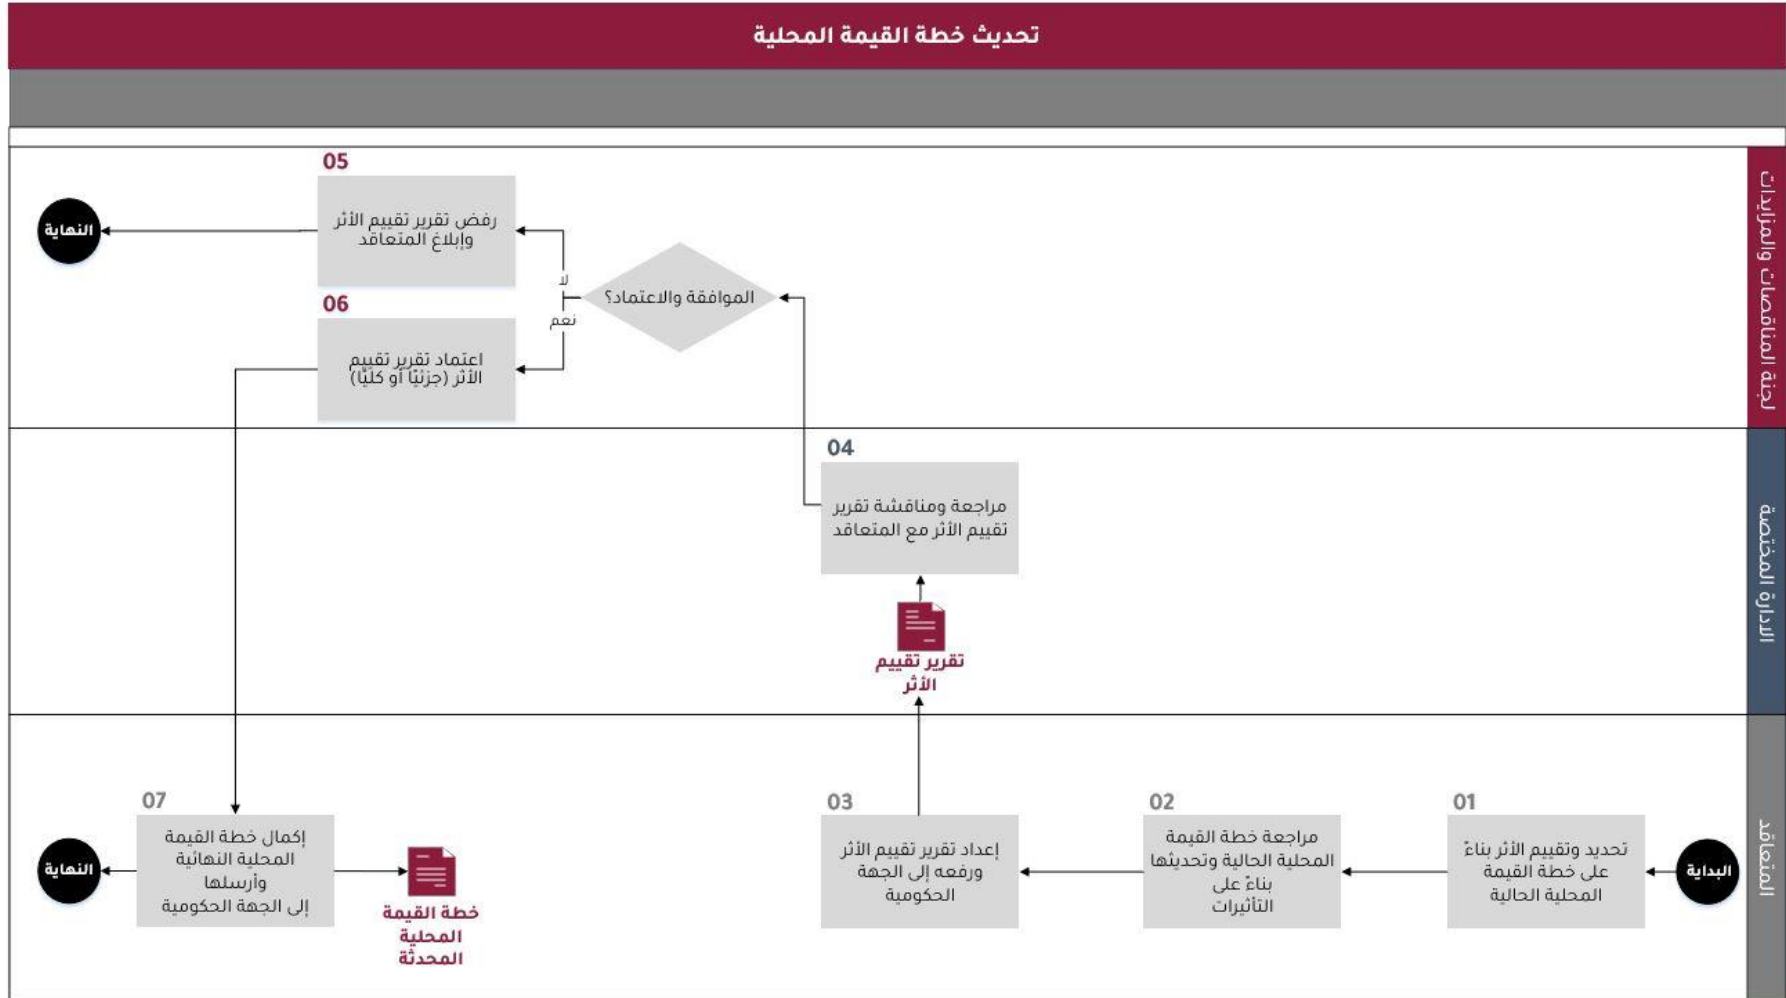 تحديث خطة القيمة المحلية
لجنة المناقصات والمزايدات
05
رفض تقرير تقييم الأثر
وإبلاغ المتعاقد
النهاية
الموافقة والاعتماد؟
لا
نعم
06
اعتماد تقرير تقييم
الأثر (جزئيًا أو كليًا)
الادارة المختصة
04
مراجعة ومناقشة تقرير
تقييم الأثر مع المتعاقد
تقرير تقييم
الأثر
المتعاقد
البداية
01
تحديد وتقييم الأثر بناءً
على خطة القيمة
المحلية الحالية
02
مراجعة خطة القيمة
المحلية الحالية وتحديثها
بناءً على
التأثيرات
03
إعداد تقرير تقييم الأثر
ورفعه إلى الجهة
الحكومية
خطة القيمة
المحلية
المحدثة
07
إكمال خطة القيمة
المحلية النهائية
وأرسلها
إلى الجهة الحكومية
النهاية